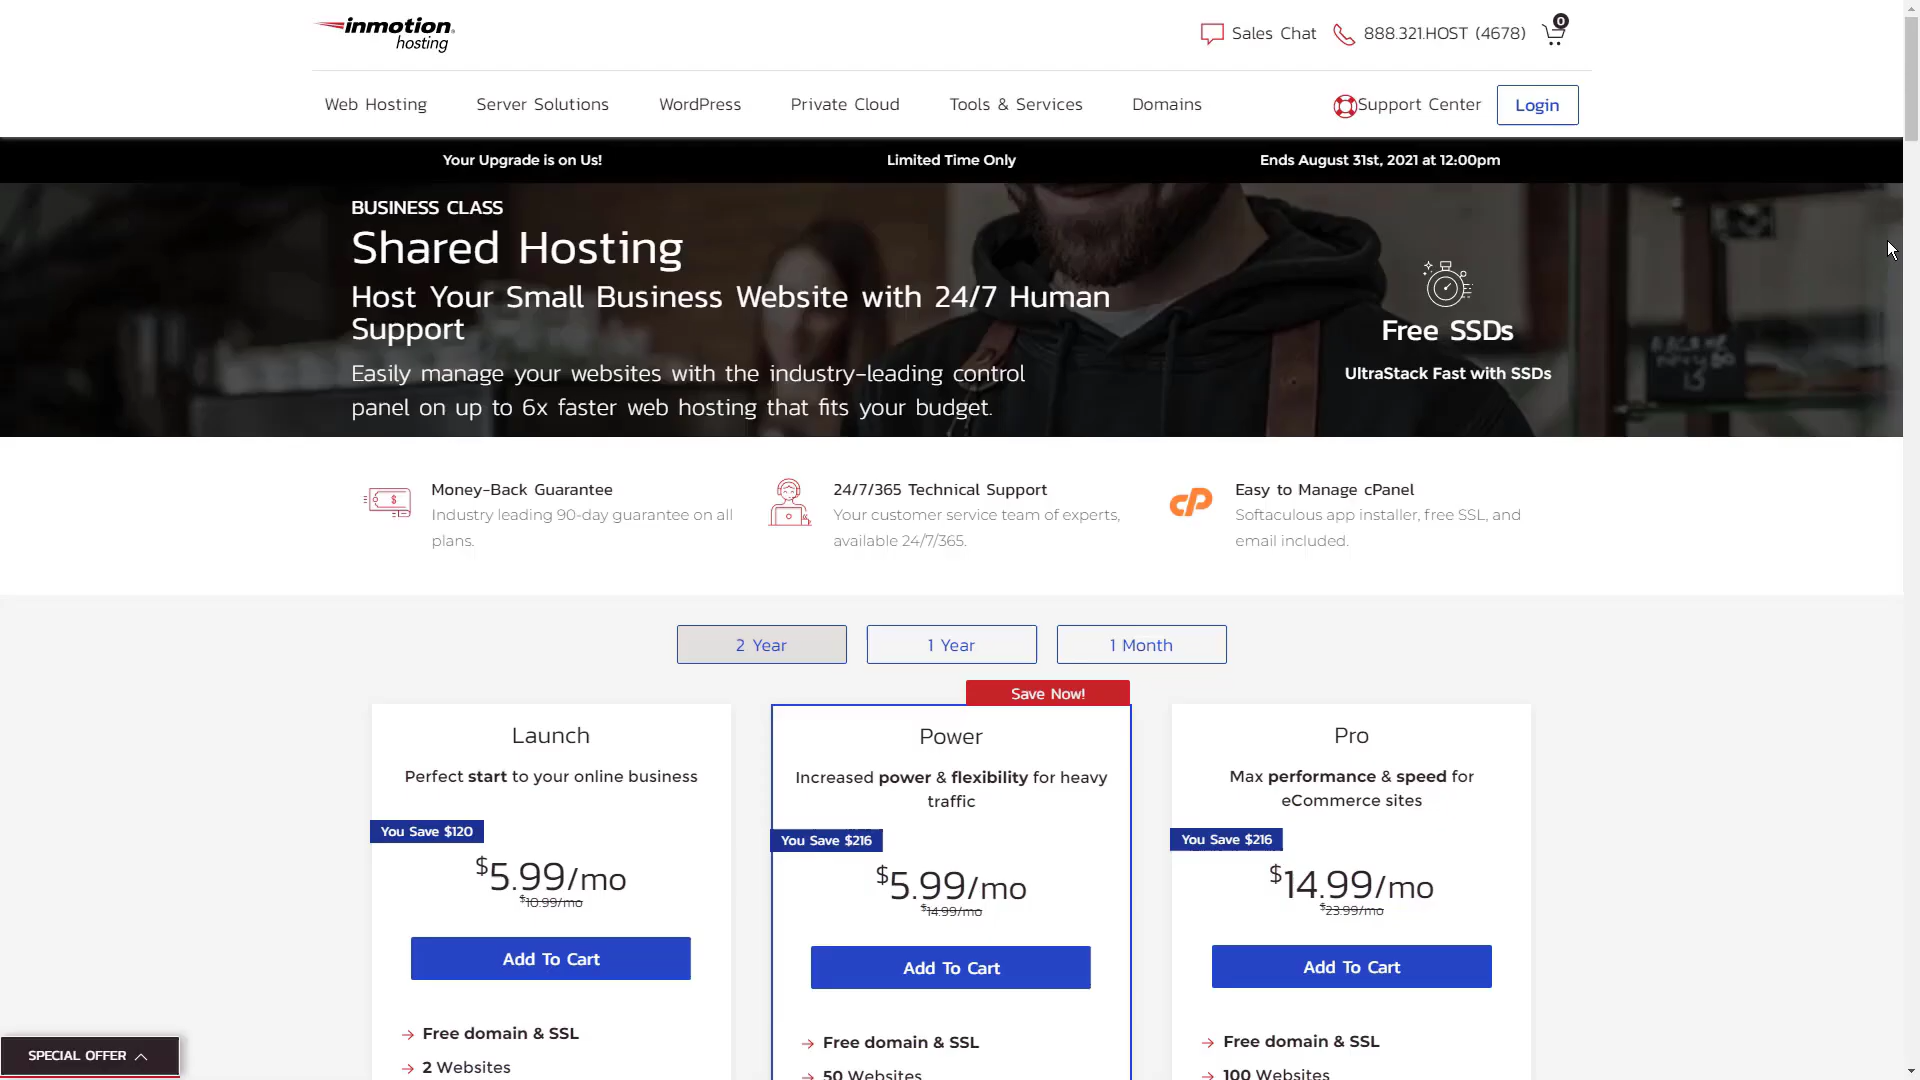 inmotion
hosting
Sales Chat
888.321.HOST (4678)
0
Web Hosting
Server Solutions
WordPress
Private Cloud
Tools & Services
Domains
Support Center
Login
Your Upgrade is on Us!
Limited Time Only
Ends August 31st, 2021 at 12:00pm
BUSINESS CLASS
Shared Hosting
Host Your Small Business Website with 24/7 Human
Support
Easily manage your websites with the industry-leading control
panel on up to 6x faster web hosting that fits your budget.
Free SSDs
UltraStack Fast with SSDs
Money-Back Guarantee
Industry leading 90-day guarantee on all
plans.
24/7/365 Technical Support
Your customer service team of experts,
available 24/7/365.
cP
Easy to Manage cPanel
Softaculous app installer, free SSL, and
email included.
2 Year
1 Year
1 Month
Launch
Perfect start to your online business
You Save $120
$5.99/mo
$10.99/mo
Add To Cart
Free domain & SSL
2 Websites
Save Now!
Power
Increased power & flexibility for heavy
traffic
You Save $216
$5.99/mo
$14.99/mo
Add To Cart
Free domain & SSL
50 Websites
Pro
Max performance & speed for
eCommerce sites
You Save $216
$14.99/mo
$23.99/mo
Add To Cart
Free domain & SSL
100 Websites
SPECIAL OFFER